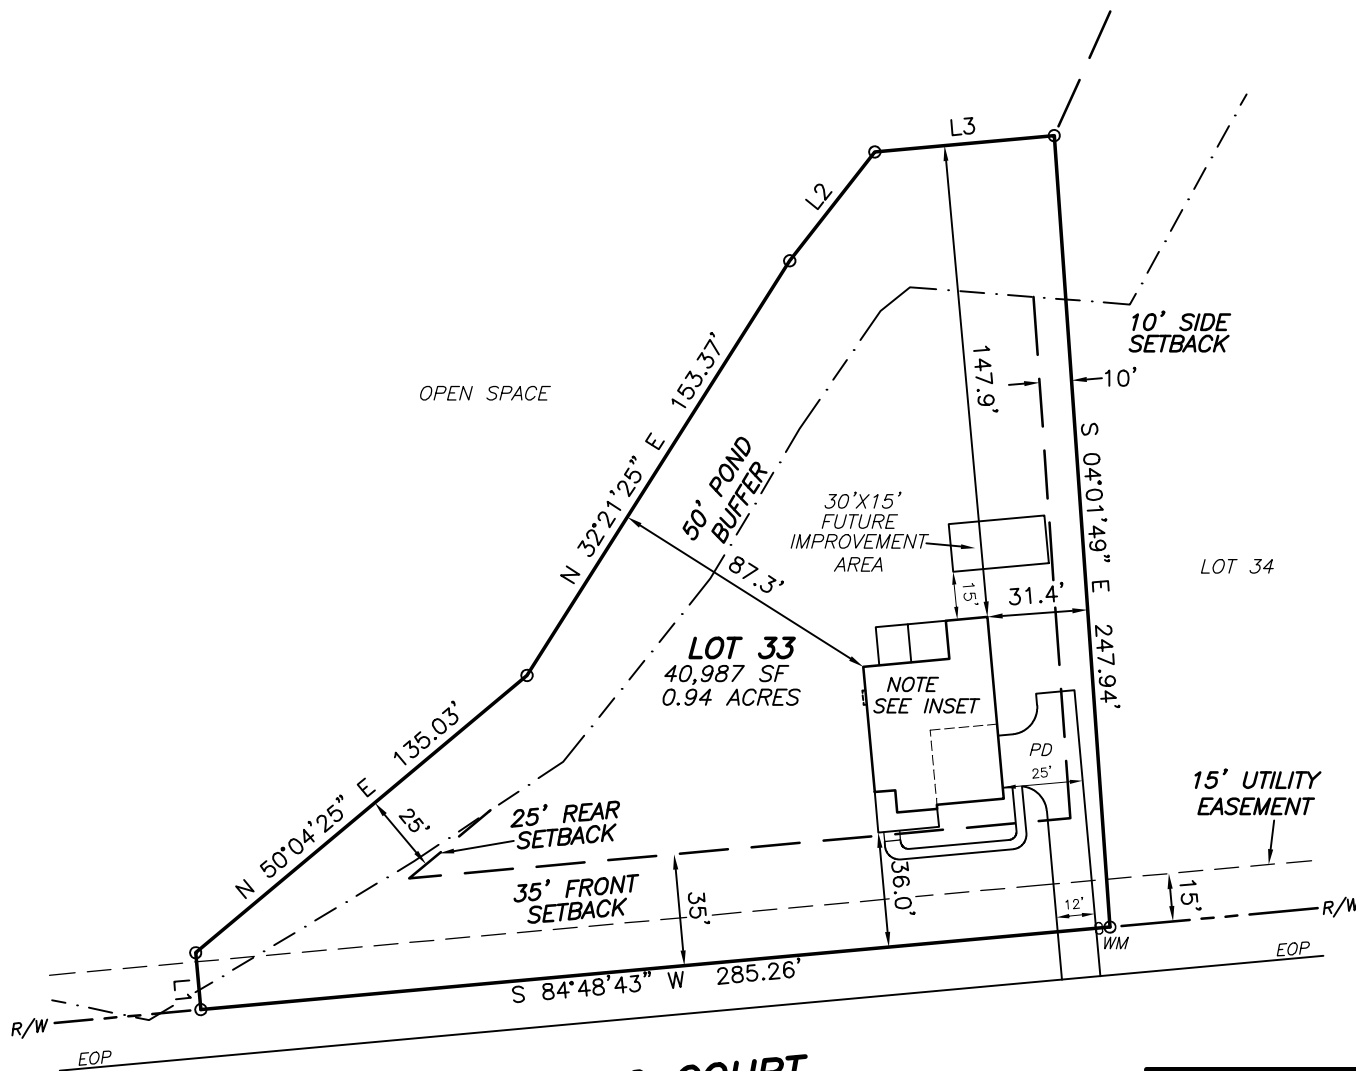 L3
L2
10' SIDE
SETBACK
10'
147.9'
OPEN SPACE
N 32°21'25" E 153.37'
S 04°01'49" E 247.94'
50' POND
BUFFER
30'X15'
FUTURE
IMPROVEMENT
AREA
LOT 34
87.3'
15'
31.4'
LOT 33
40,987 SF
0.94 ACRES
NOTE
SEE INSET
N 50°04'25" E 135.03'
PD
25'
15' UTILITY
EASEMENT
25'
25' REAR
SETBACK
35' FRONT
SETBACK
35'
36.0'
12'
15'
R/W
WM
EOP
L1
S 84°48'43" W 285.26'
R/W
EOP
COURT